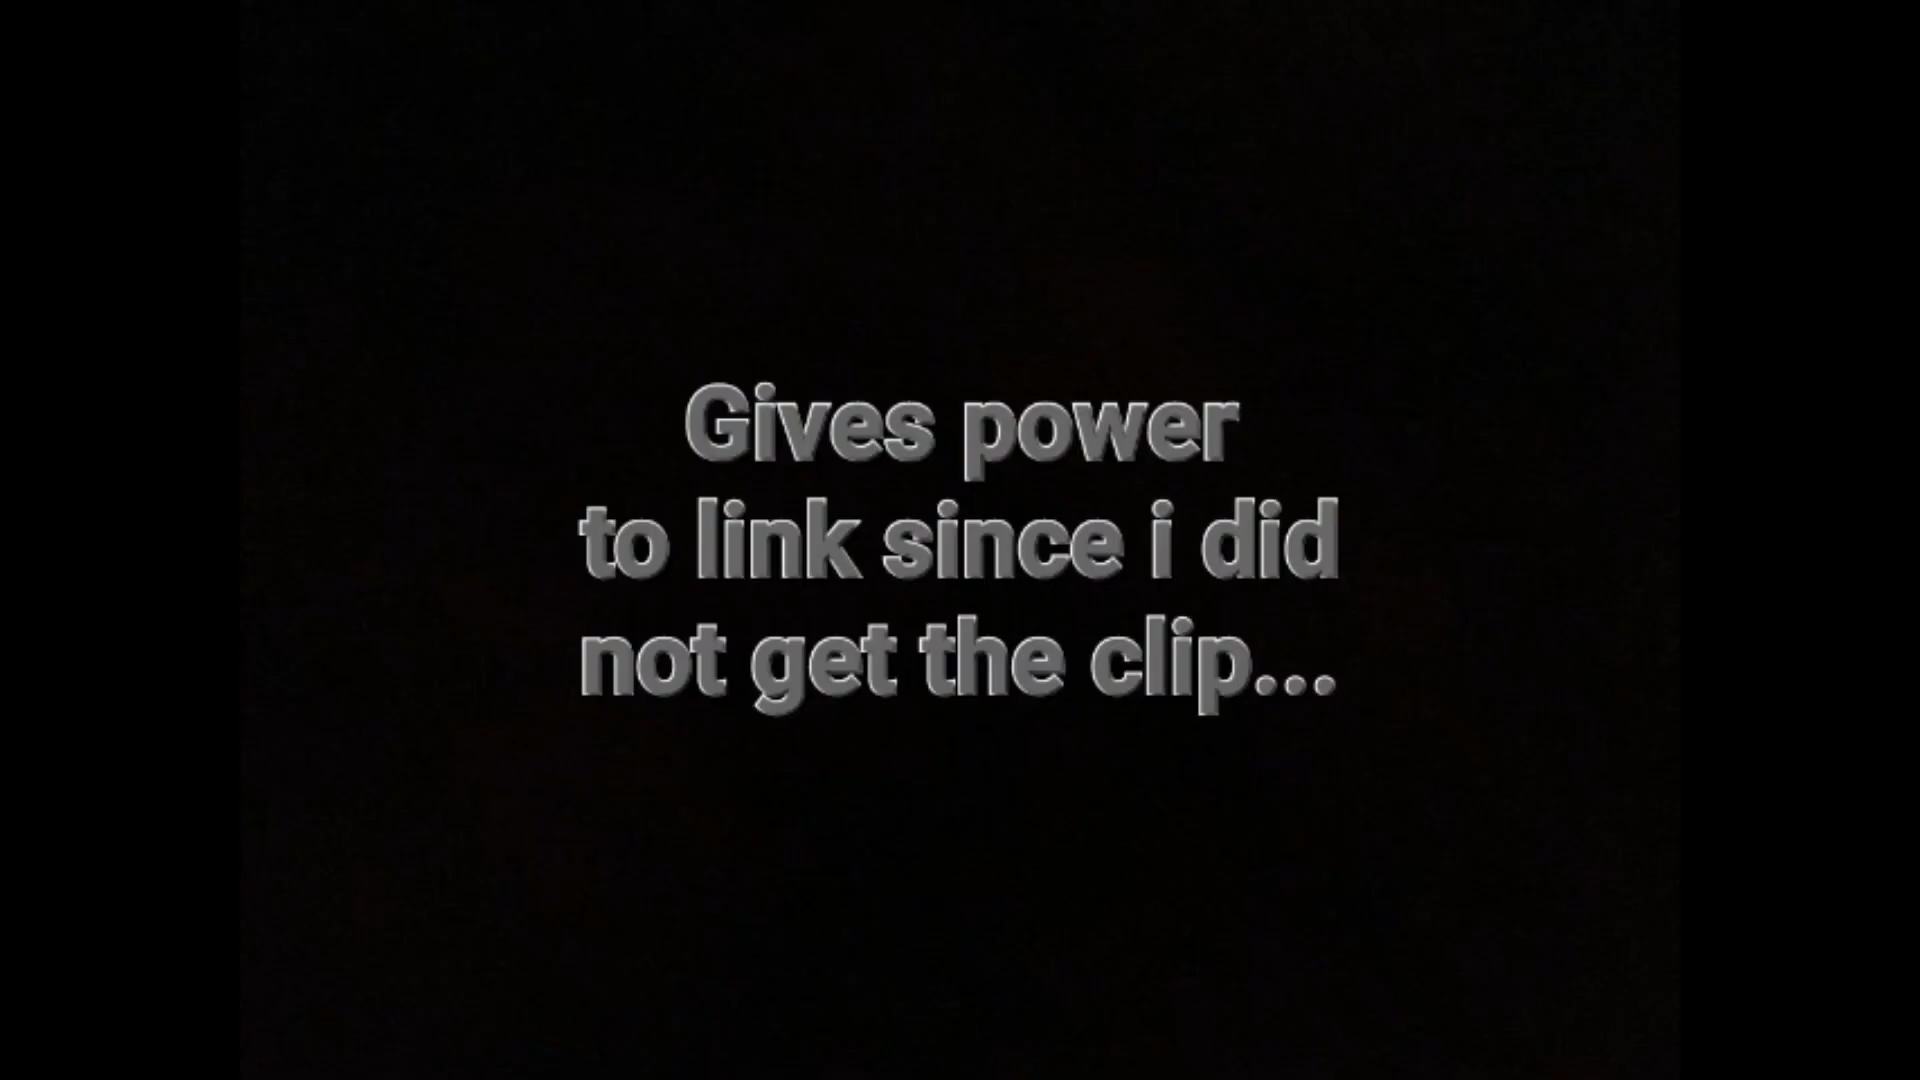 Gives power
to link since i did
not get the clip...